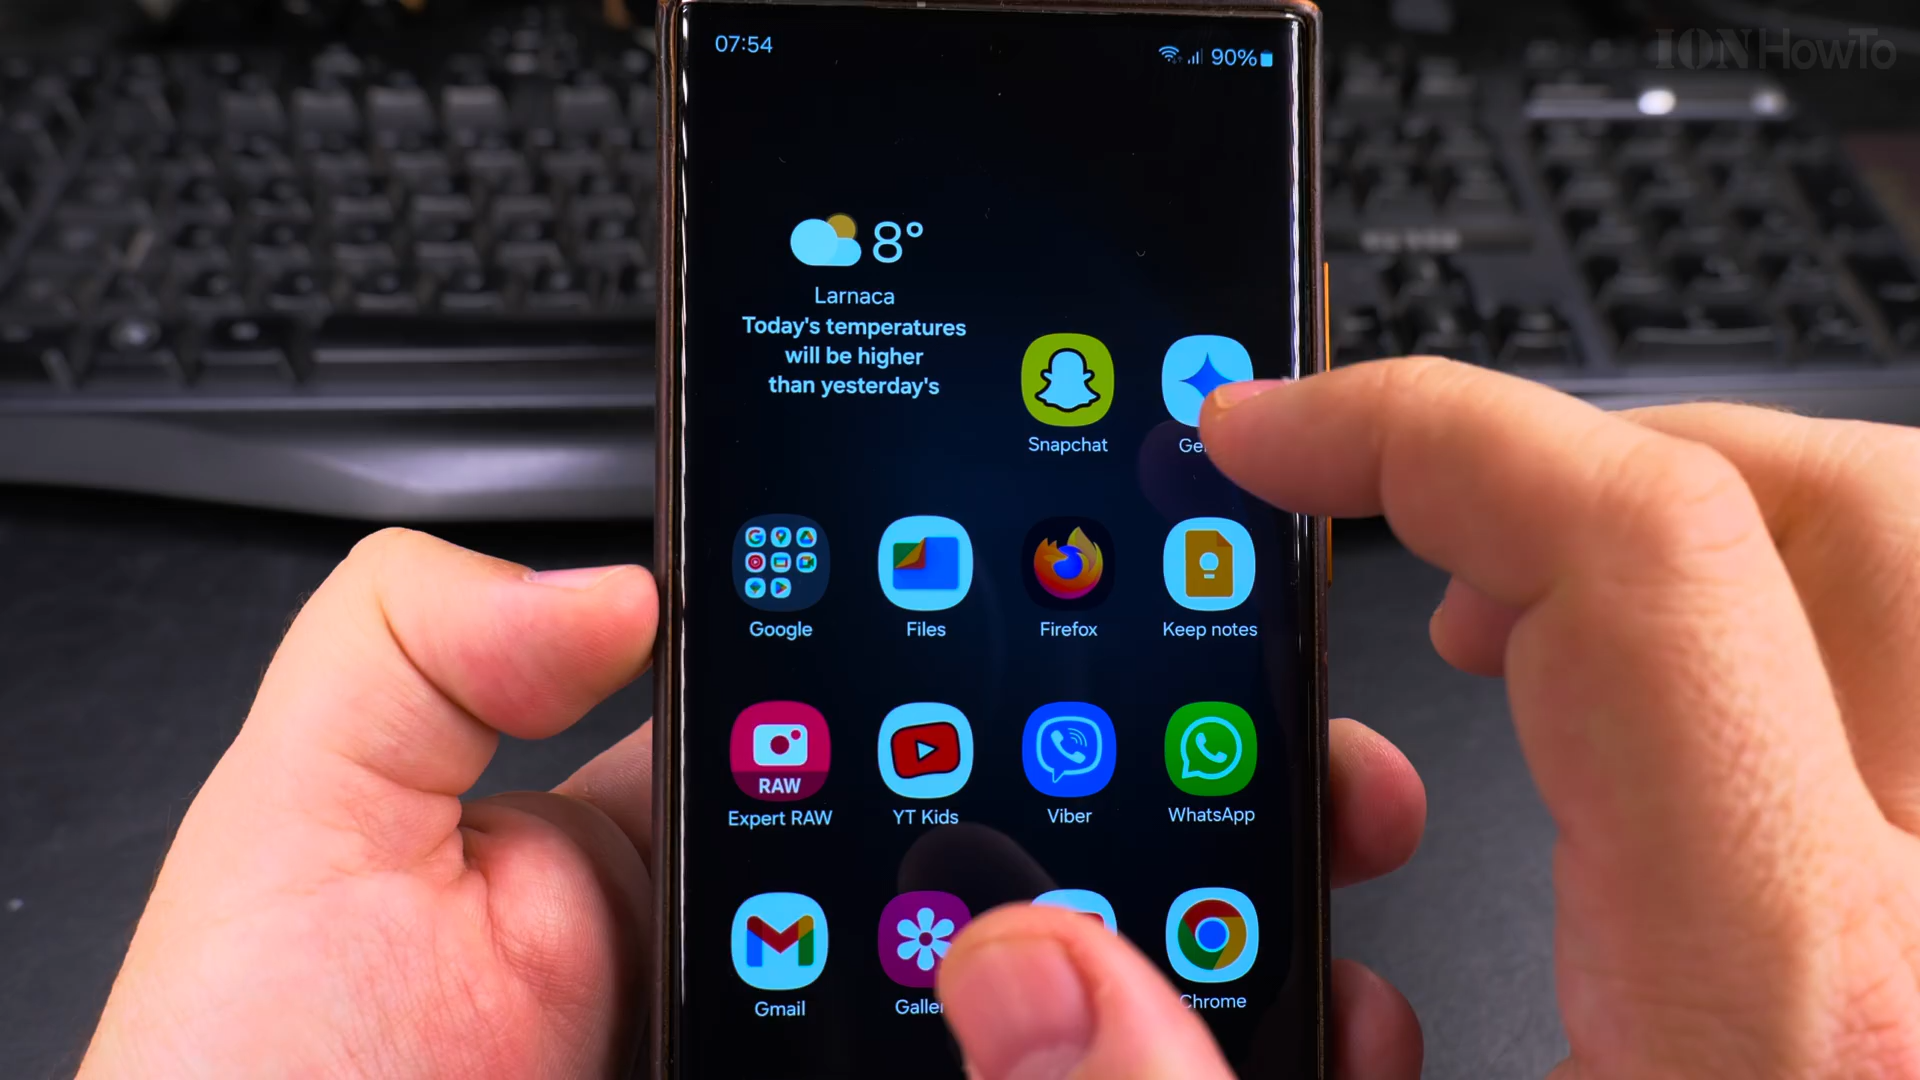 IONHowTo
07:54
90%
8°
Larnaca
Today's temperatures
will be higher
than yesterday's
Snapchat
Google
Files
Firefox
Keep notes
RAW
Expert RAW
YT Kids
Viber
WhatsApp
Gmail
Chrome